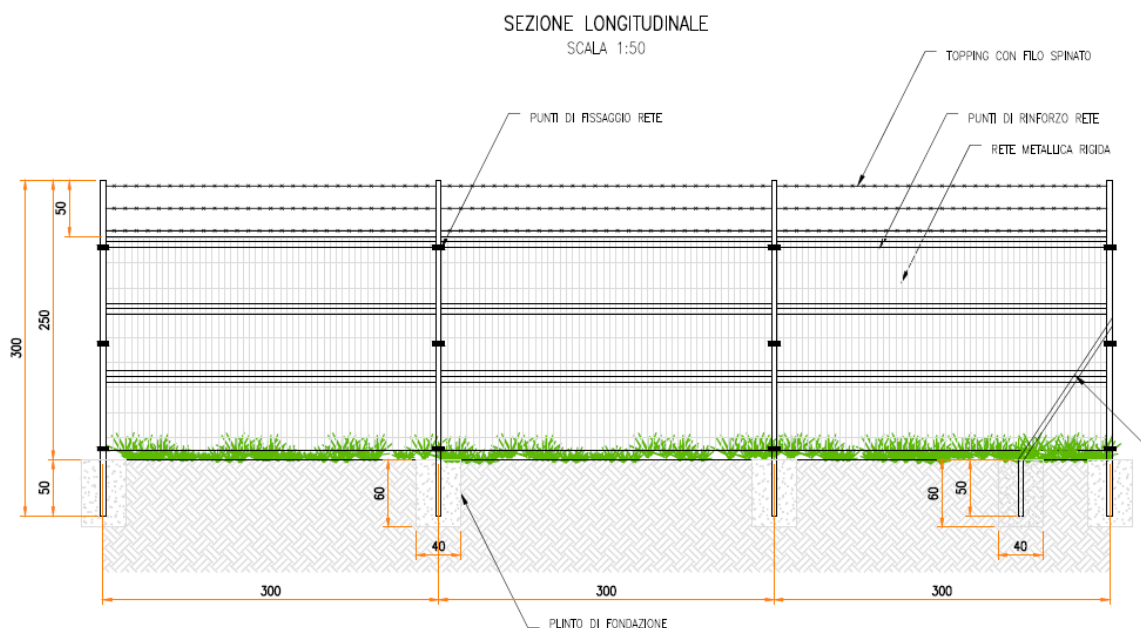 SEZIONE LONGITUDINALE
SCALA 1:50
TOPPING CON FILO SPINATO
PUNTI DI FISSAGGIO RETE
PUNTI DI RINFORZO RETE
RETE METALLICA RIGIDA
50
250
300
50
60
40
60
50
40
300
300
300
PLINTO DI FONDAZIONE